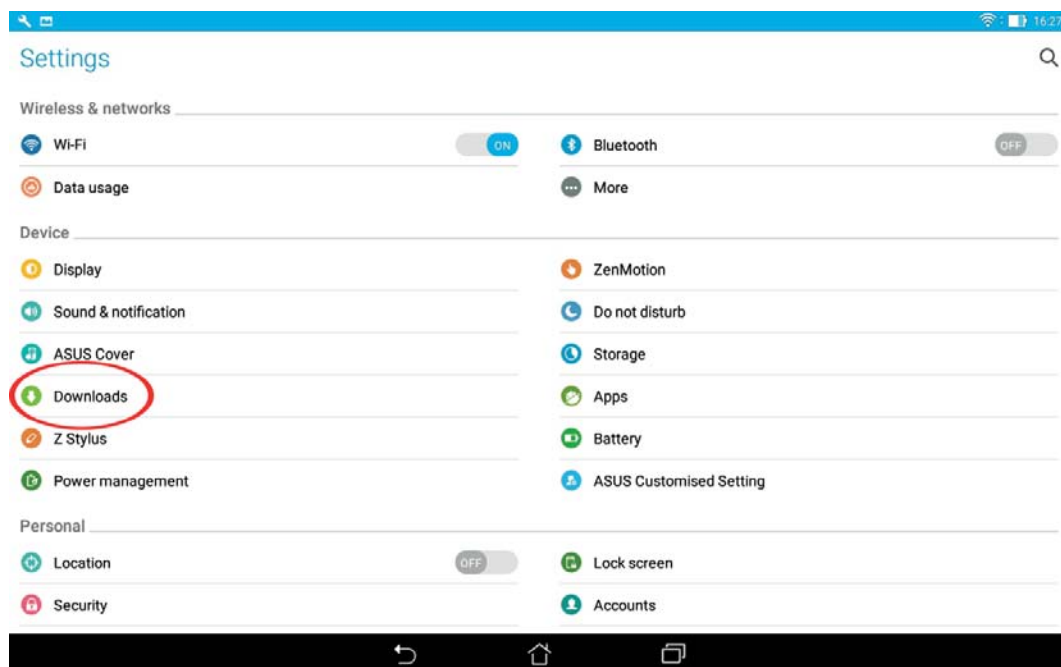 16:27
Settings
Wireless & networks
Wi-Fi ON Bluetooth OFF
Data usage More
Device
Display ZenMotion
Sound & notification Do not disturb
ASUS Cover Storage
Downloads Apps
Z Stylus Battery
Power management ASUS Customised Setting
Personal
Location OFF Lock screen
Security Accounts